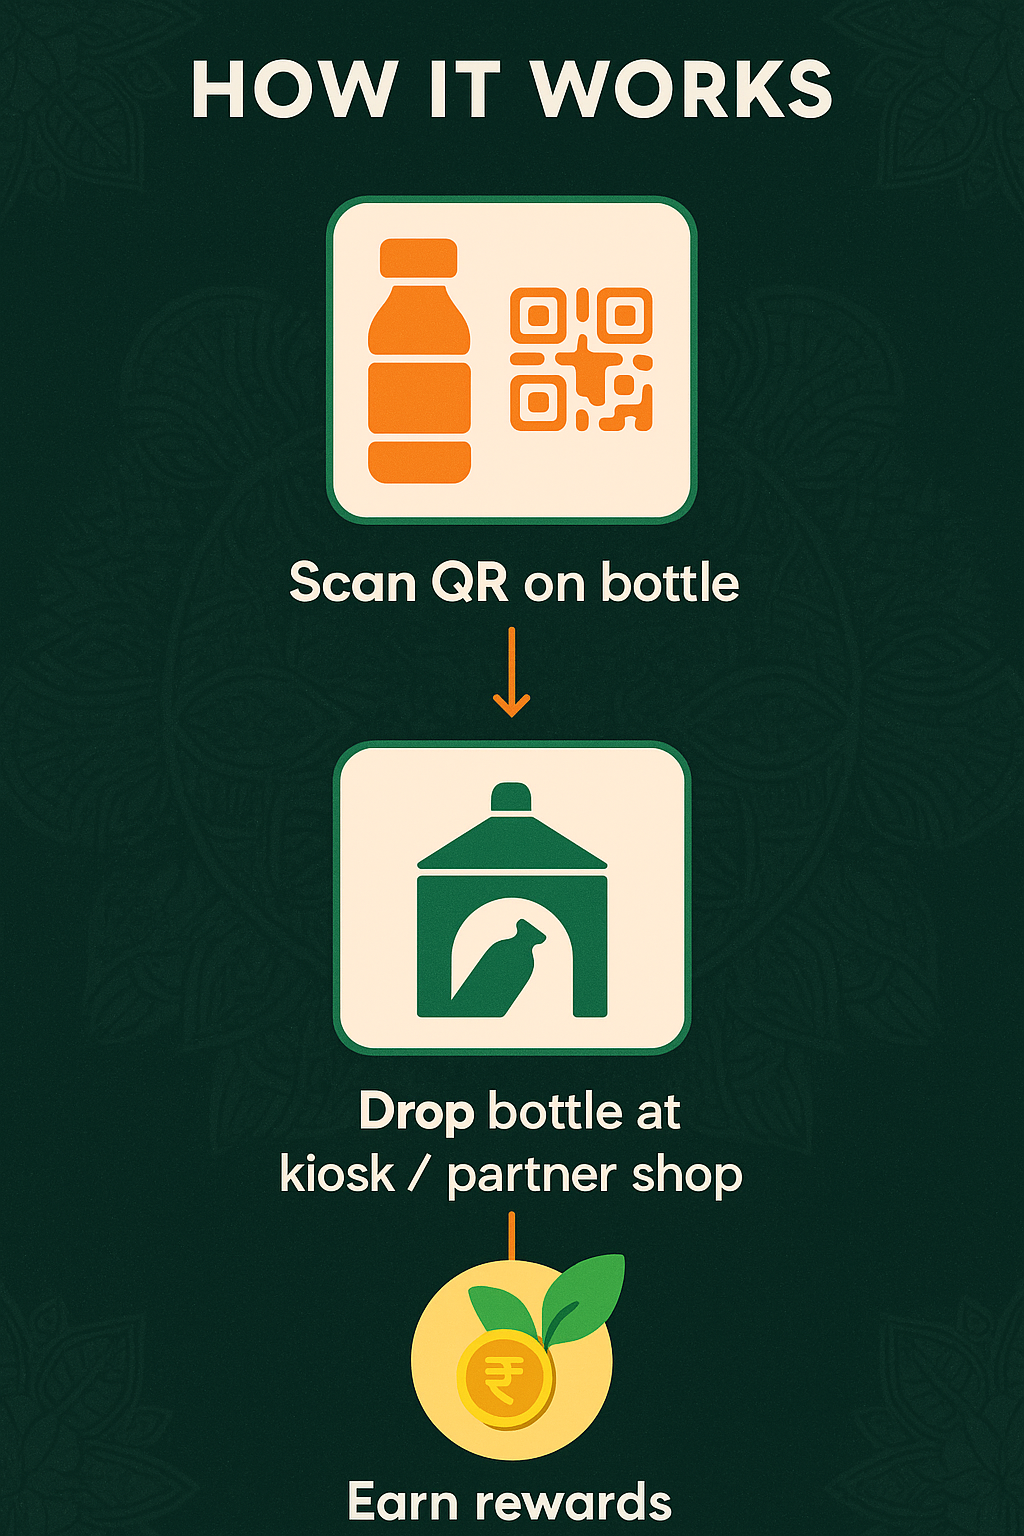 HOW IT WORKS
Scan QR on bottle
Drop bottle at
kiosk / partner shop
₹
Earn rewards